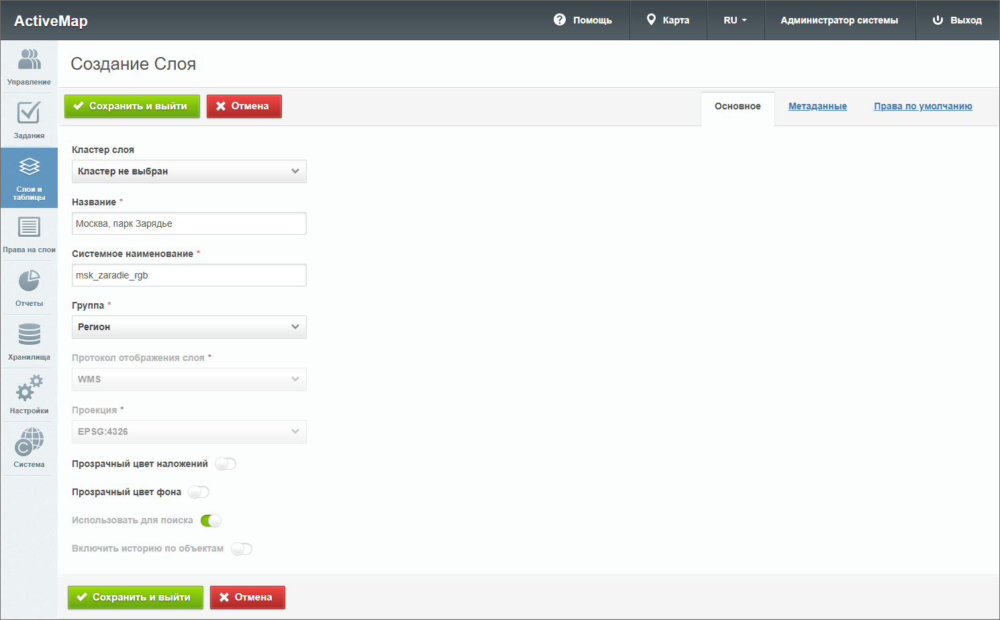 ActiveMap
Помощь
Карта
RU
Администратор системы
Выход
Управление
Задания
Слои и
таблицы
Права на слои
Отчеты
Хранилища
Настройки
Система
Создание Слоя
Сохранить и выйти
Отмена
Основное
Метаданные
Права по умолчанию
Кластер слоя
Кластер не выбран
Название *
Москва, парк Зарядье
Системное наименование *
msk_zaradie_rgb
Группа *
Регион
Протокол отображения слоя *
WMS
Проекция *
EPSG:4326
Прозрачный цвет наложений
Прозрачный цвет фона
Использовать для поиска
Включить историю по объектам
Сохранить и выйти
Отмена